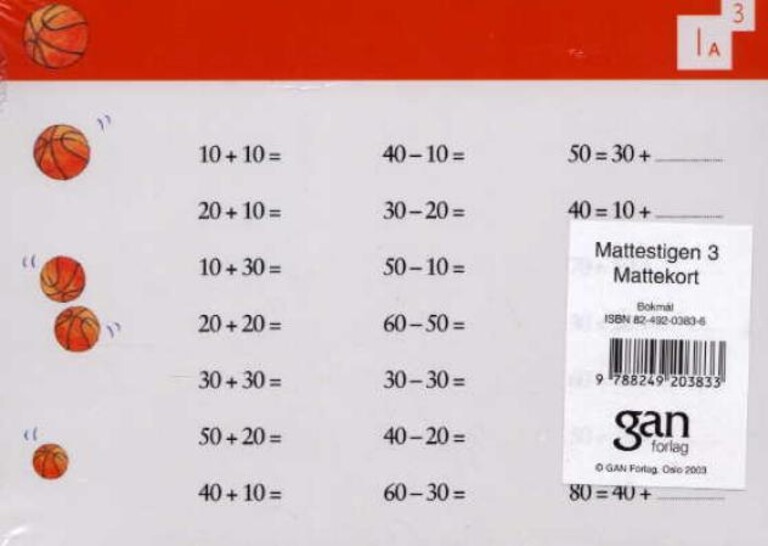 3
1A
10 + 10 = 40 – 10 = 50 = 30 + ..........
20 + 10 = 30 – 20 = 40 = 10 + ..........
10 + 30 = 50 – 10 =
20 + 20 = 60 – 50 =
30 + 30 = 30 – 30 =
50 + 20 = 40 – 20 =
40 + 10 = 60 – 30 = 80 = 40 + ..........
Mattestigen 3
Mattekort
Bokmål
ISBN 82-492-0383-6
9 788249 203833
gan
forlag
© GAN Forlag, Oslo 2003